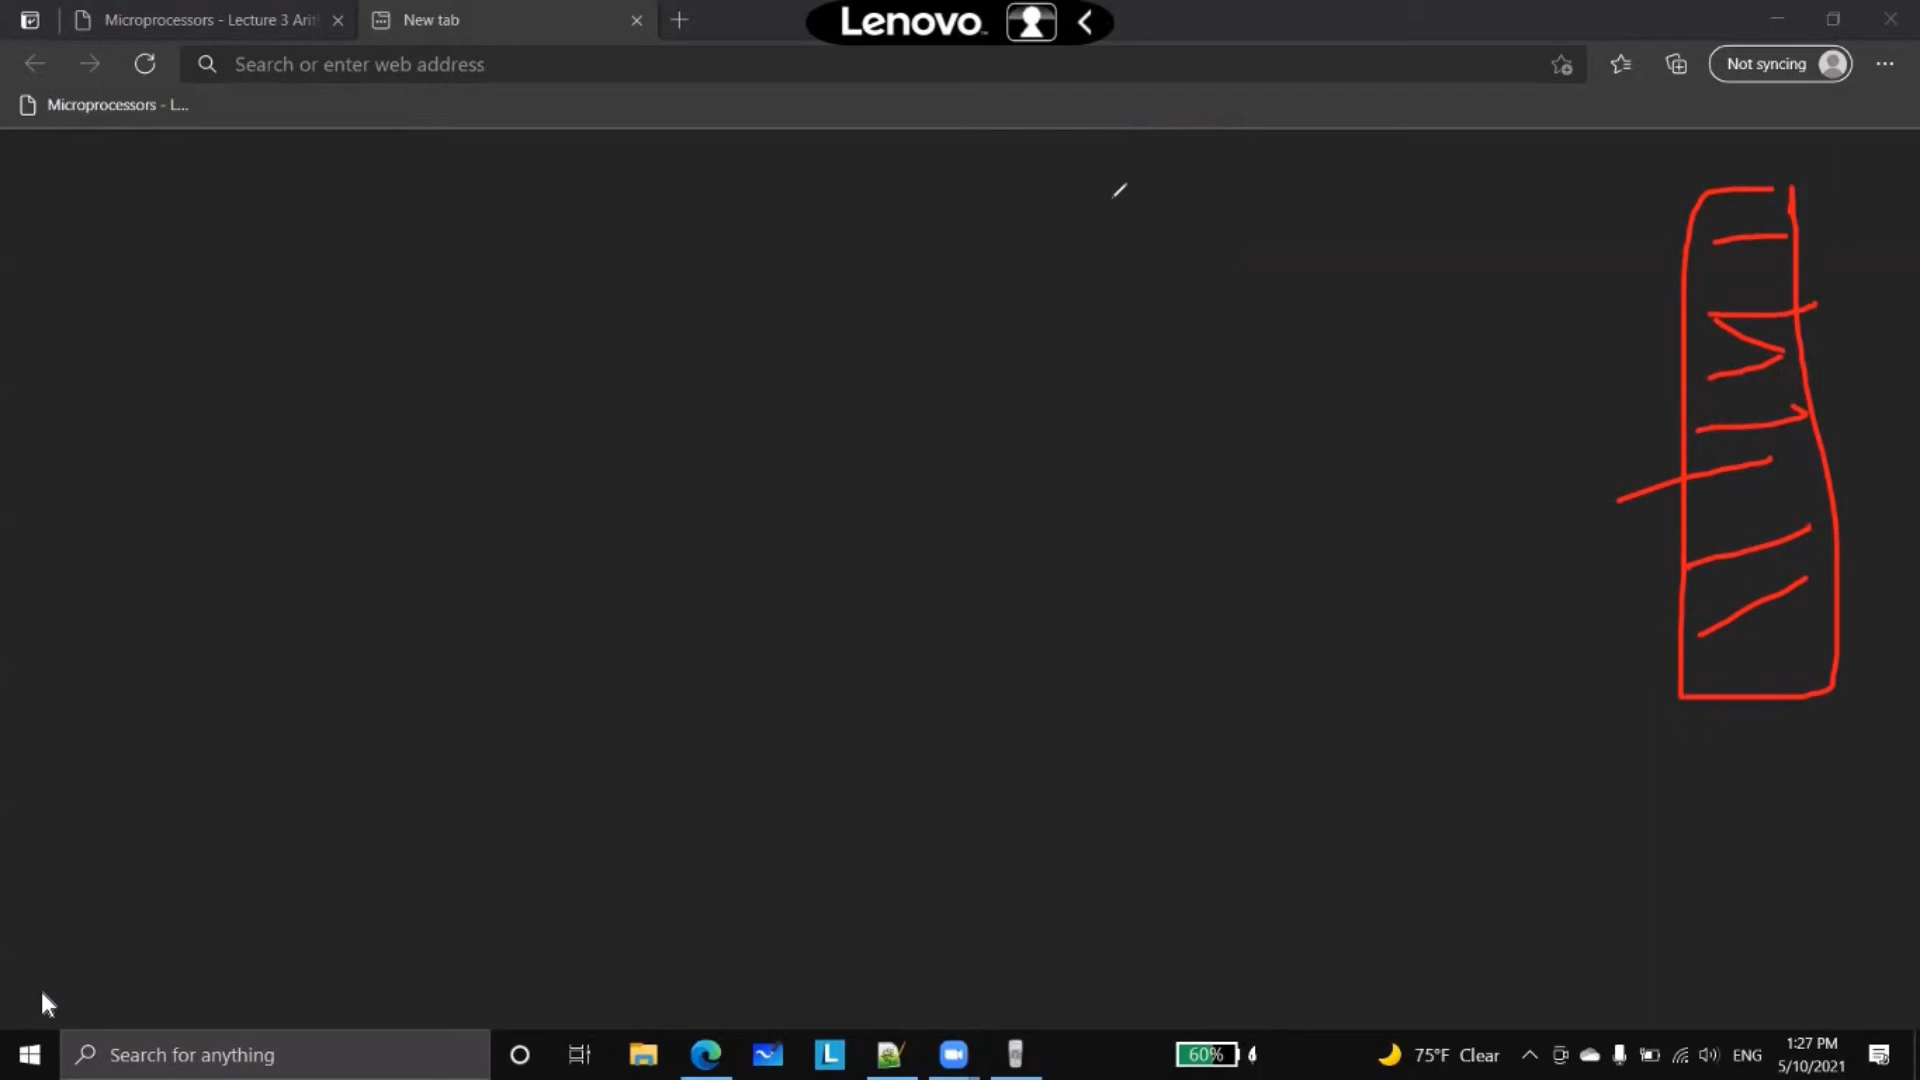 Microprocessors - Lecture 3 Arit
New tab
Lenovo
Search or enter web address
Not syncing
Microprocessors - L...
Search for anything
L
60%
75°F Clear
ENG
1:27 PM
5/10/2021